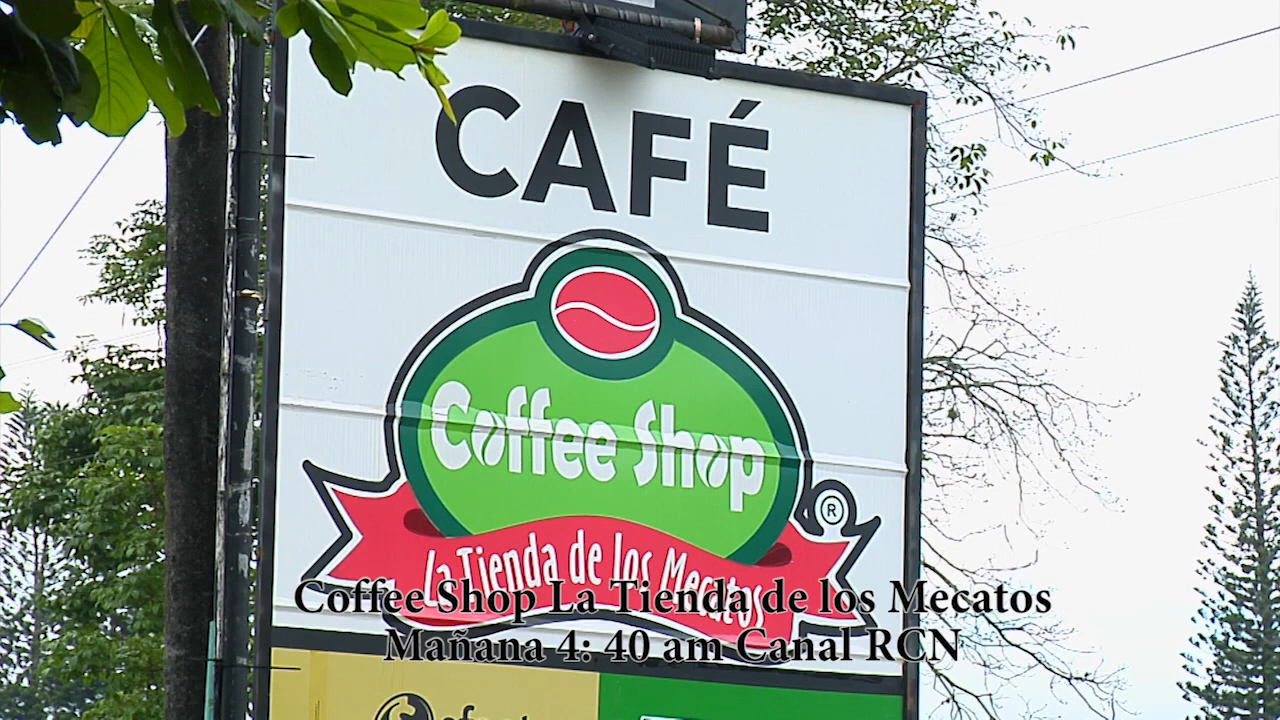 CAFÉ
Coffee Shop
®
La Tienda de los Mecatos
Coffee Shop La Tienda de los Mecatos
Mañana 4: 40 am Canal RCN